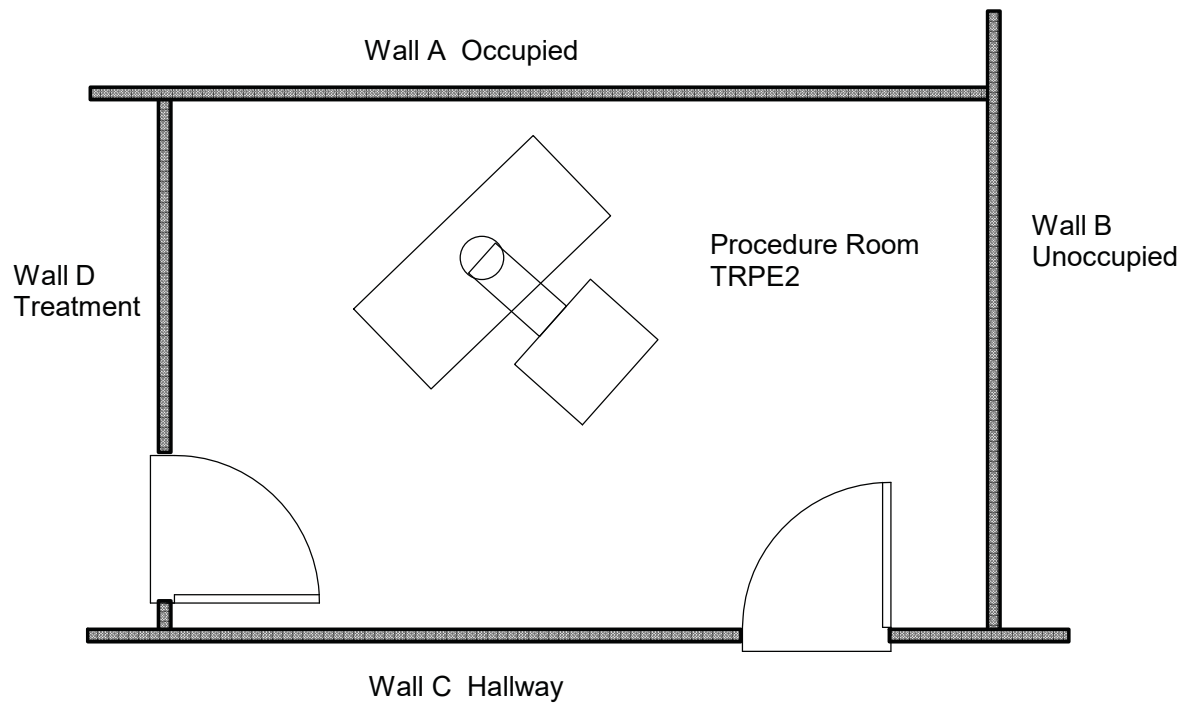 Wall A  Occupied
Procedure Room
TRPE2
Wall B
Unoccupied
Wall D
Treatment
Wall C  Hallway